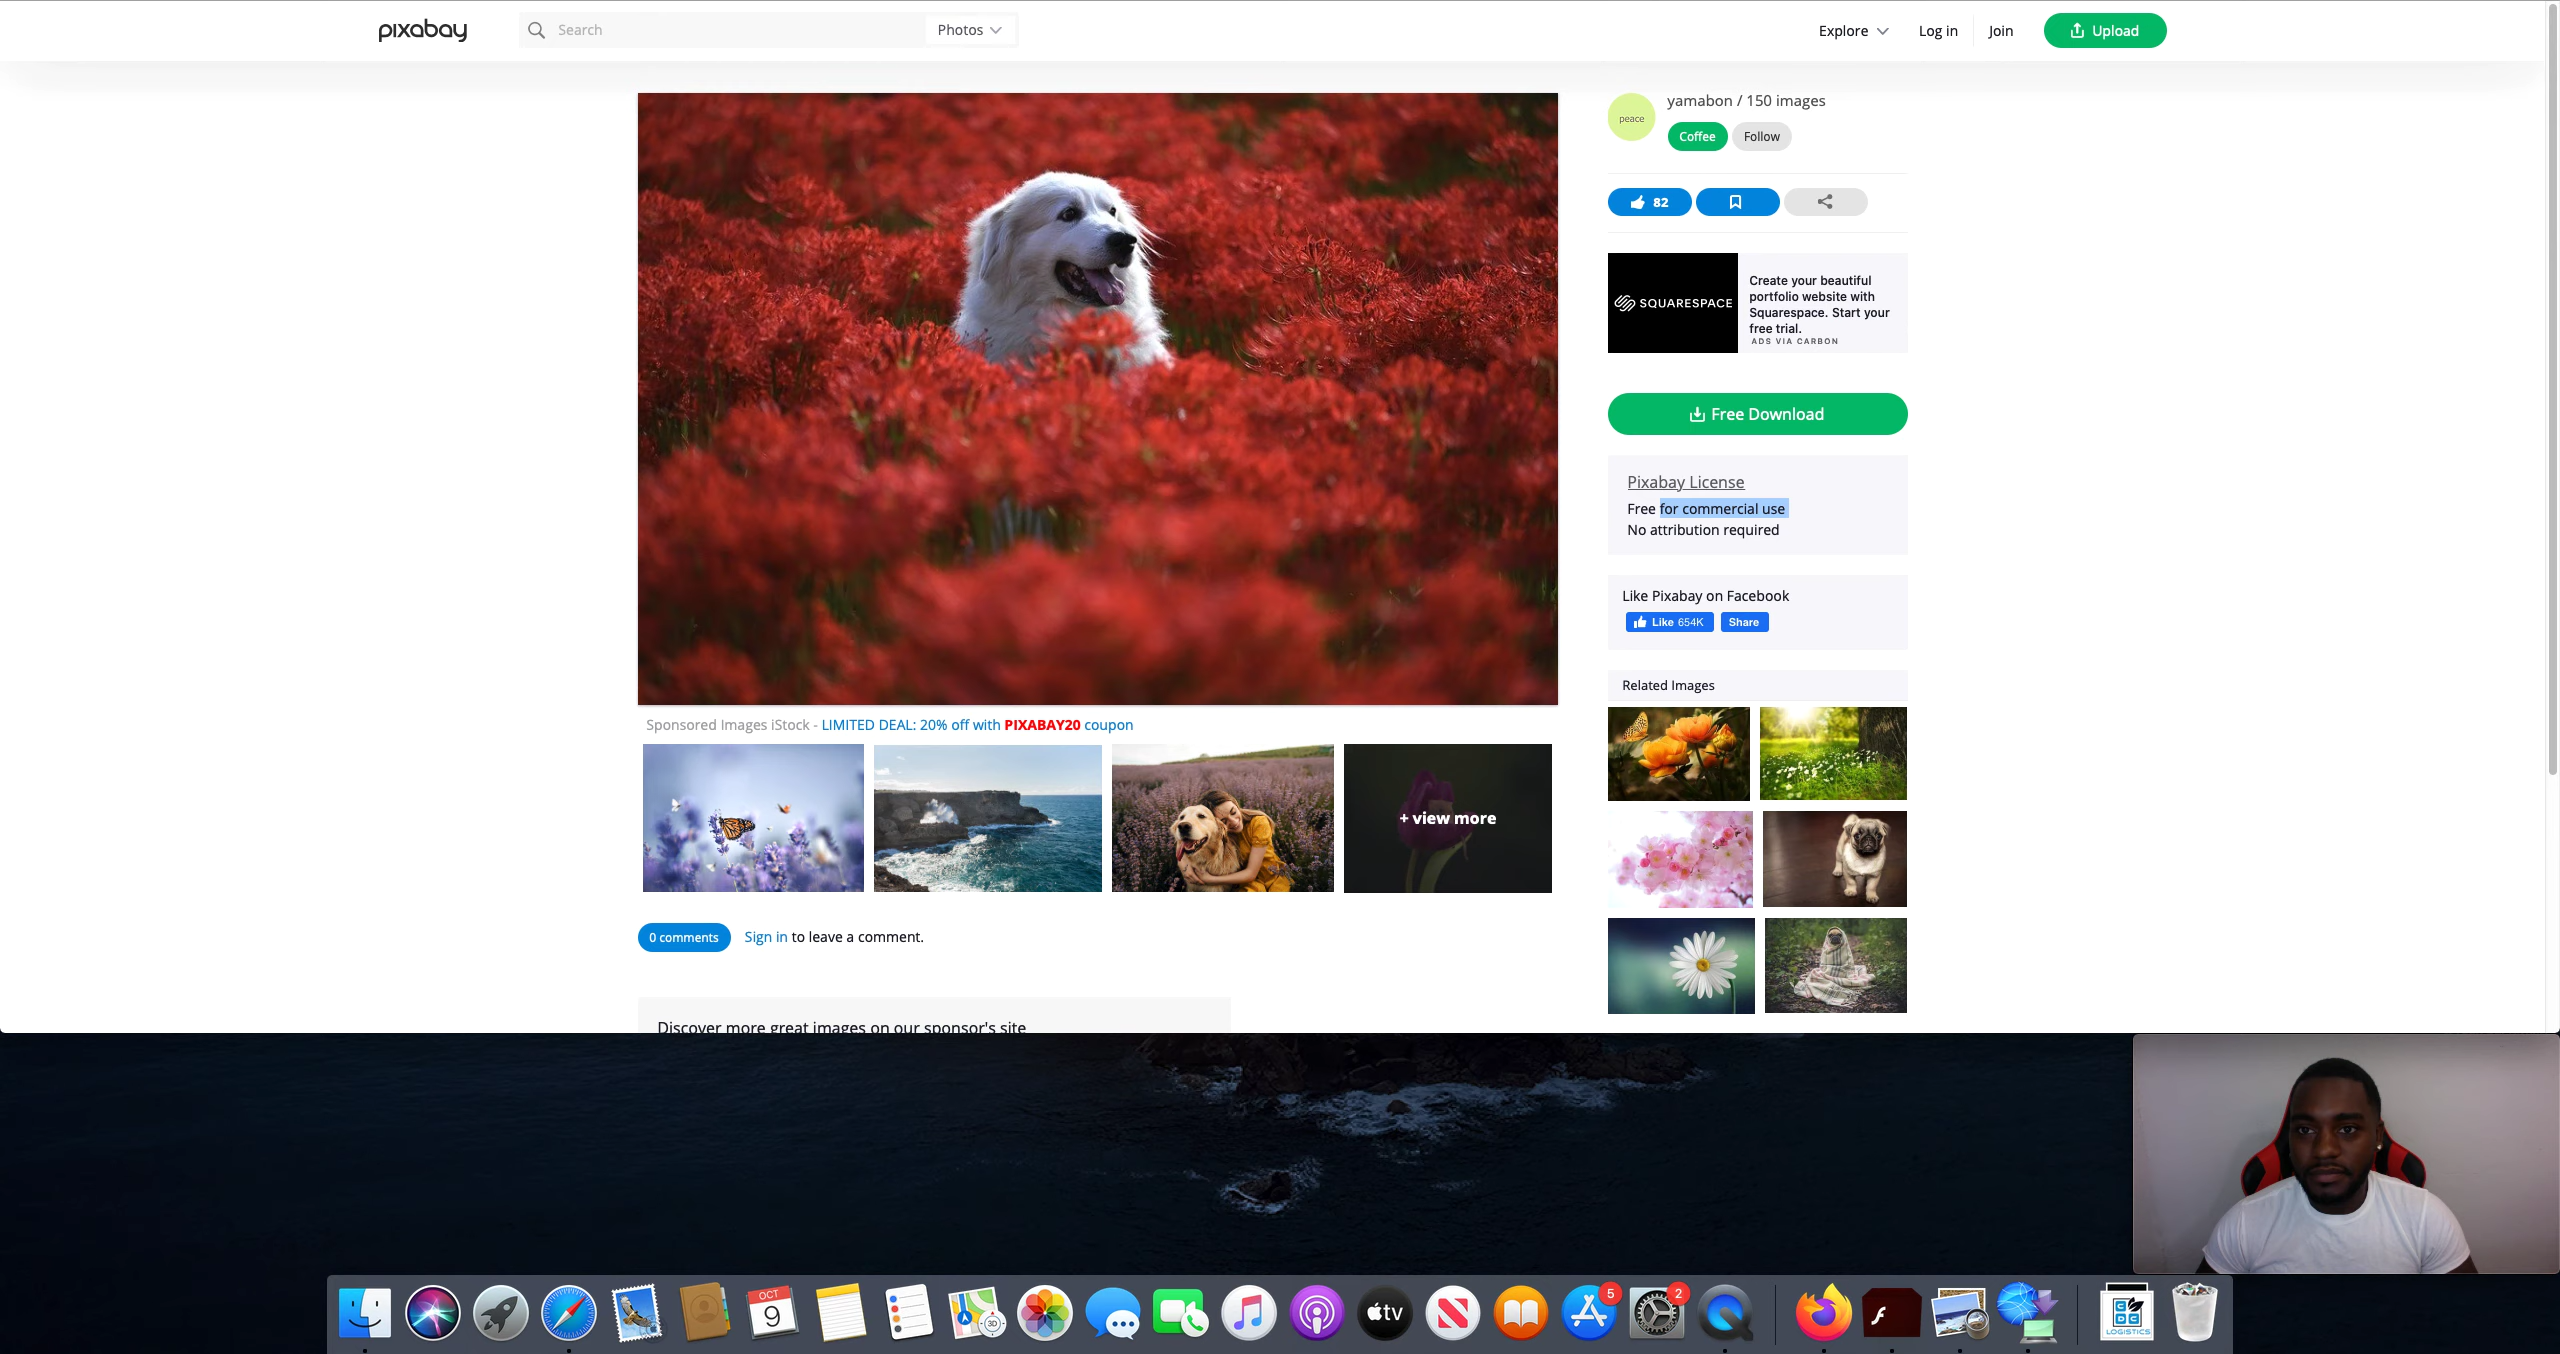 pixabay
Search
Photos
Explore
Log in
Join
Upload
peace
yamabon / 150 images
Coffee
Follow
82
SQUARESPACE
Create your beautiful
portfolio website with
Squarespace. Start your
free trial.
ADS VIA CARBON
Free Download
Pixabay License
Free for commercial use
No attribution required
Like Pixabay on Facebook
Like 654K
Share
Related Images
Sponsored Images iStock - LIMITED DEAL: 20% off with PIXABAY20 coupon
+ view more
0 comments
Sign in to leave a comment.
Discover more great images on our sponsor's site
OCT
9
3D
tv
5
2
LOGISTICS